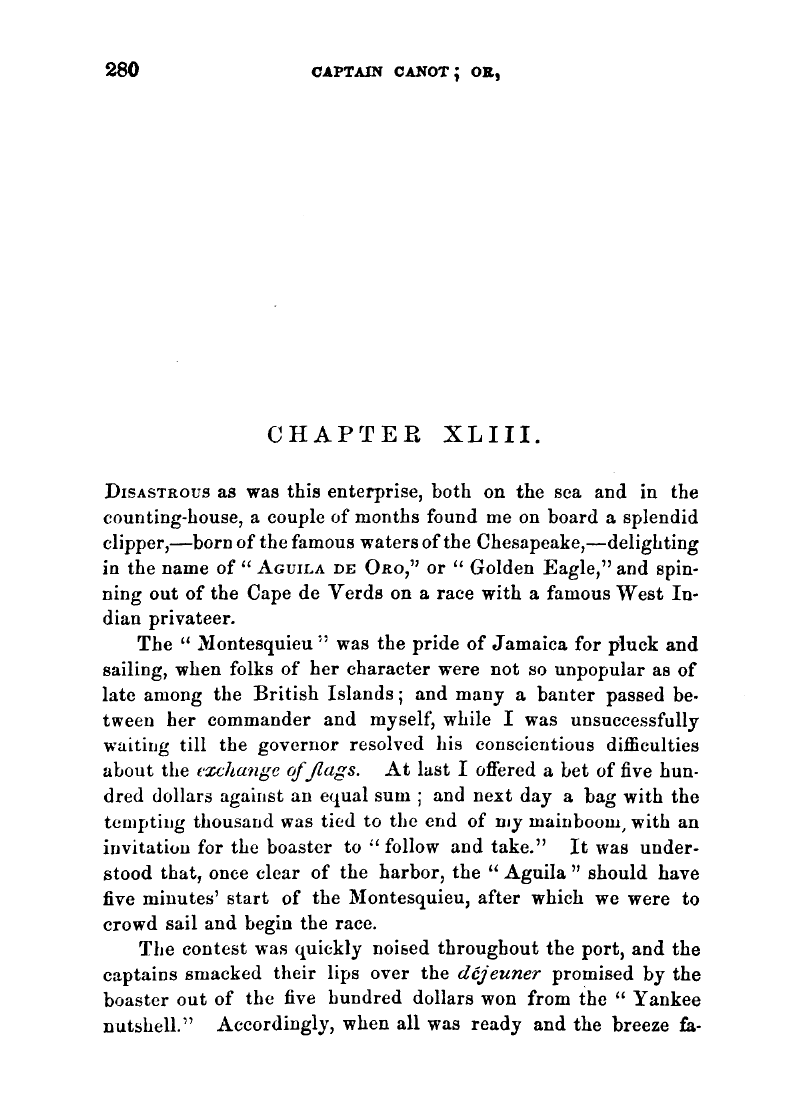 280 CAPTAIN CANOT; OR,
CHAPTER XLIII.
DISASTROUS as was this enterprise, both on the sea and in the
counting-house, a couple of months found me on board a splendid
clipper,—born of the famous waters of the Chesapeake,—delighting
in the name of “ AGUILA DE ORO,” or “ Golden Eagle,” and spin-
ning out of the Cape de Verds on a race with a famous West In-
dian privateer.
The “ Montesquieu ” was the pride of Jamaica for pluck and
sailing, when folks of her character were not so unpopular as of
late among the British Islands; and many a banter passed be-
tween her commander and myself, while I was unsuccessfully
waiting till the governor resolved his conscientious difficulties
about the exchange of flags. At last I offered a bet of five hun-
dred dollars against an equal sum ; and next day a bag with the
tempting thousand was tied to the end of my mainboom, with an
invitation for the boaster to “ follow and take.” It was under-
stood that, once clear of the harbor, the “ Aguila ” should have
five minutes’ start of the Montesquieu, after which we were to
crowd sail and begin the race.
The contest was quickly noised throughout the port, and the
captains smacked their lips over the déjeuner promised by the
boaster out of the five hundred dollars won from the “ Yankee
nutshell.” Accordingly, when all was ready and the breeze fa-